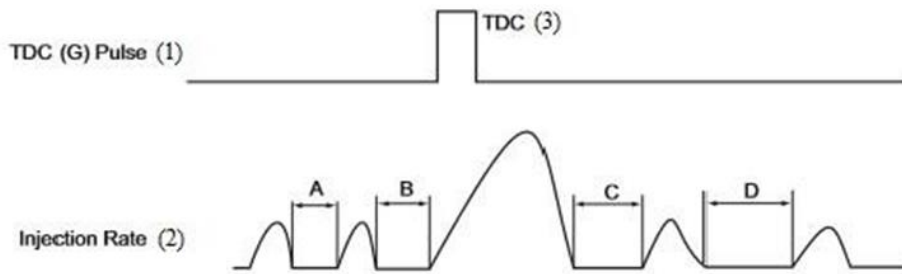 TDC (3)
TDC (G) Pulse (1)
A
B
C
D
Injection Rate (2)